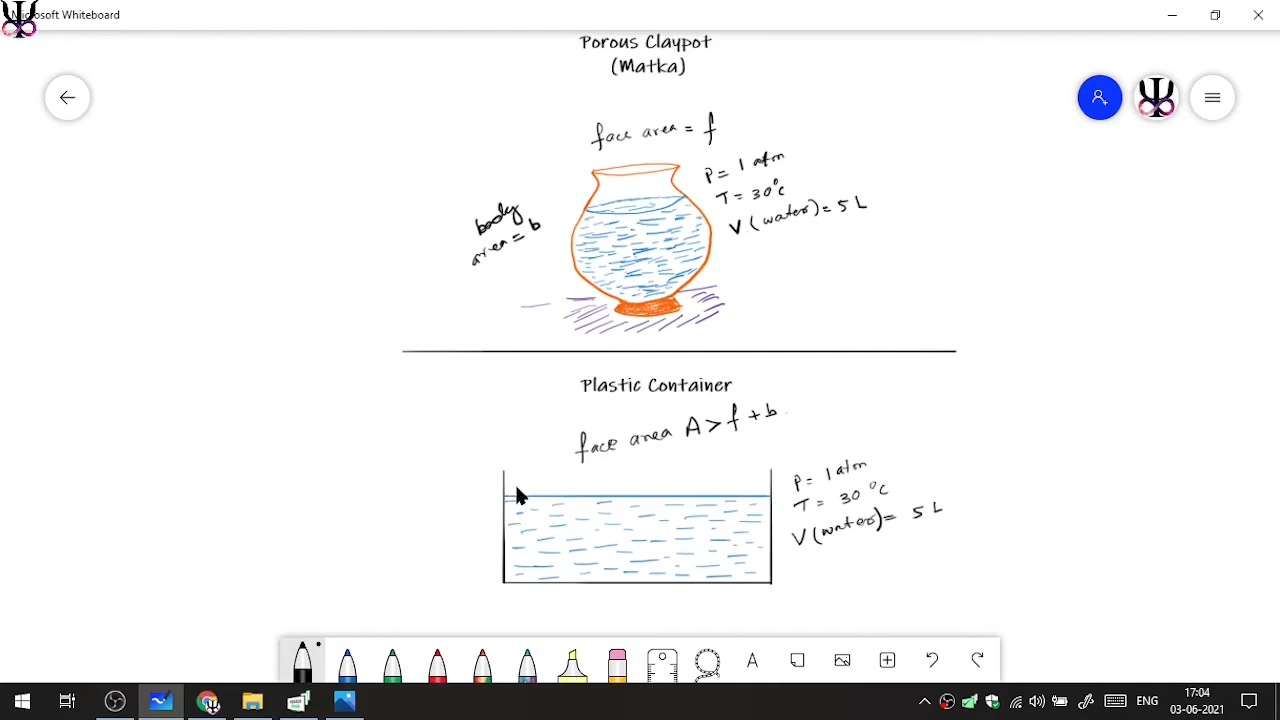 Microsoft Whiteboard
Porous Claypot
(Matka)
face area = f
P = 1 atm
T = 30°C
V (water) = 5 L
body
area = b
Plastic Container
face area A > f + b
P = 1 atm
T = 30 °C
V (water) = 5 L
A
ENG
17:04
03-06-2021